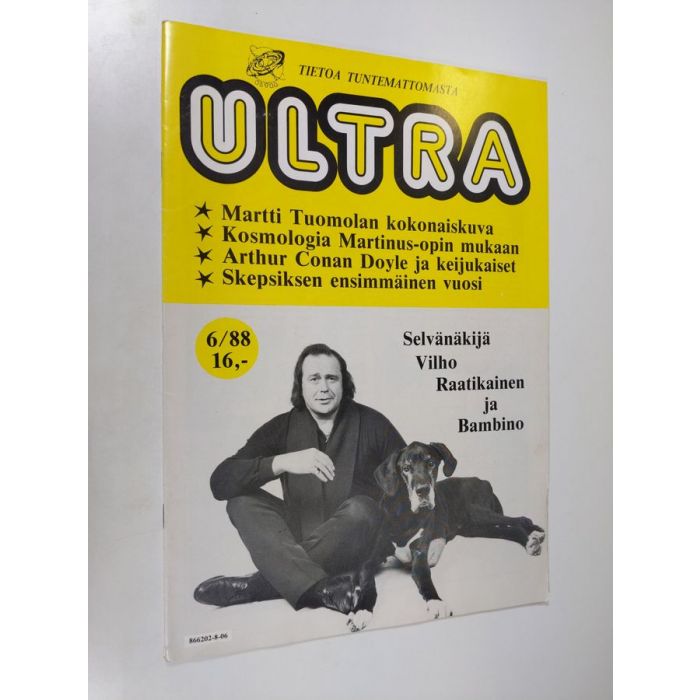 TIETOA TUNTEMATTOMASTA
ULTRA
★ Martti Tuomolan kokonaiskuva
★ Kosmologia Martinus-opin mukaan
★ Arthur Conan Doyle ja keijukaiset
★ Skepsiksen ensimmäinen vuosi
6/88
16,-
Selvänäkijä
Vilho
Raatikainen
ja
Bambino
866202-8-06